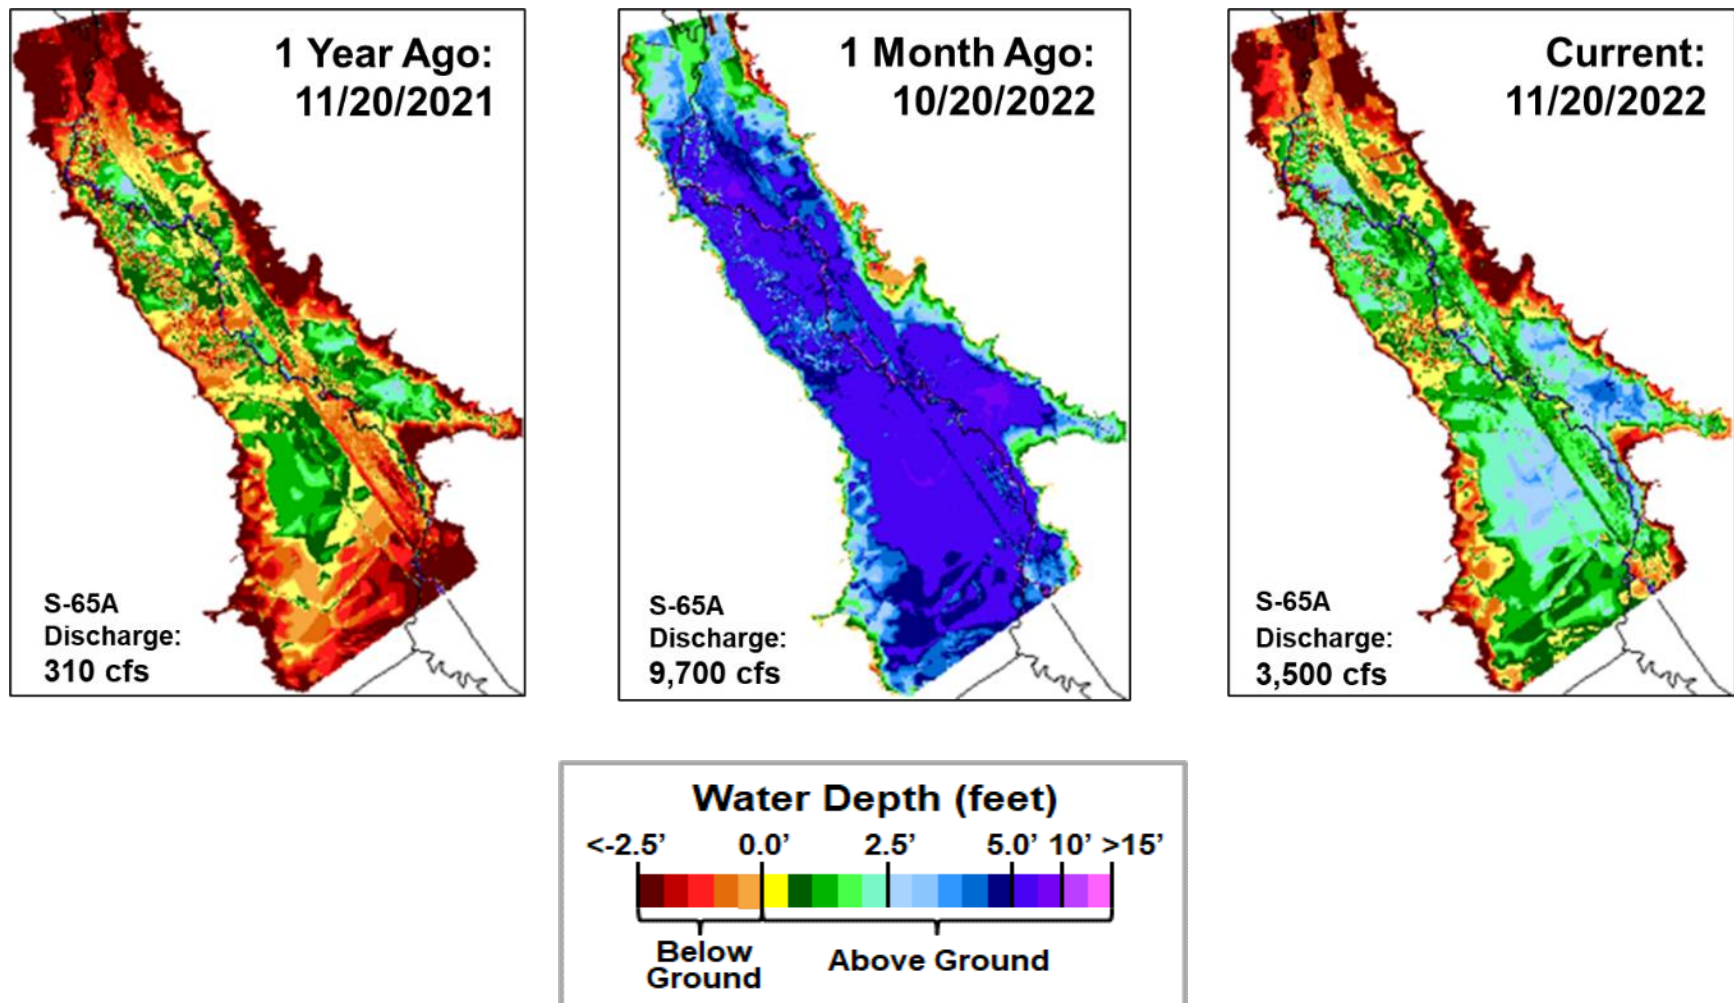 1 Year Ago:
11/20/2021
S-65A
Discharge:
310 cfs
1 Month Ago:
10/20/2022
S-65A
Discharge:
9,700 cfs
Current:
11/20/2022
S-65A
Discharge:
3,500 cfs
Water Depth (feet)
<-2.5’ 0.0’ 2.5’ 5.0’ 10’ >15’
Below
Ground
Above Ground